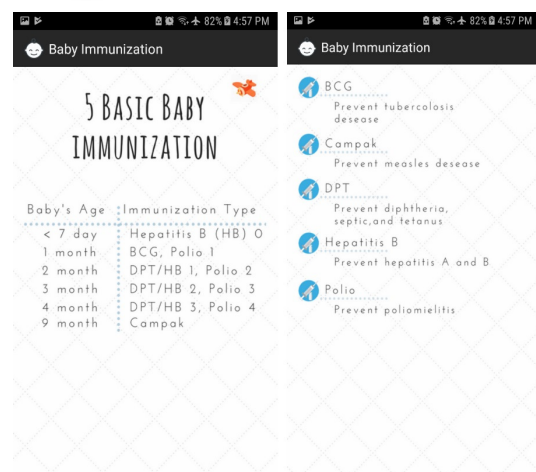 82% 4:57 PM
Baby Immunization
5 BASIC BABY
IMMUNIZATION
Baby's Age Immunization Type
< 7 day Hepatitis B (HB) 0
1 month BCG, Polio 1
2 month DPT/HB 1, Polio 2
3 month DPT/HB 2, Polio 3
4 month DPT/HB 3, Polio 4
9 month Campak
82% 4:57 PM
Baby Immunization
BCG
Prevent tubercolosis
desease
Campak
Prevent measles desease
DPT
Prevent diphtheria,
septic,and tetanus
Hepatitis B
Prevent hepatitis A and B
Polio
Prevent poliomielitis